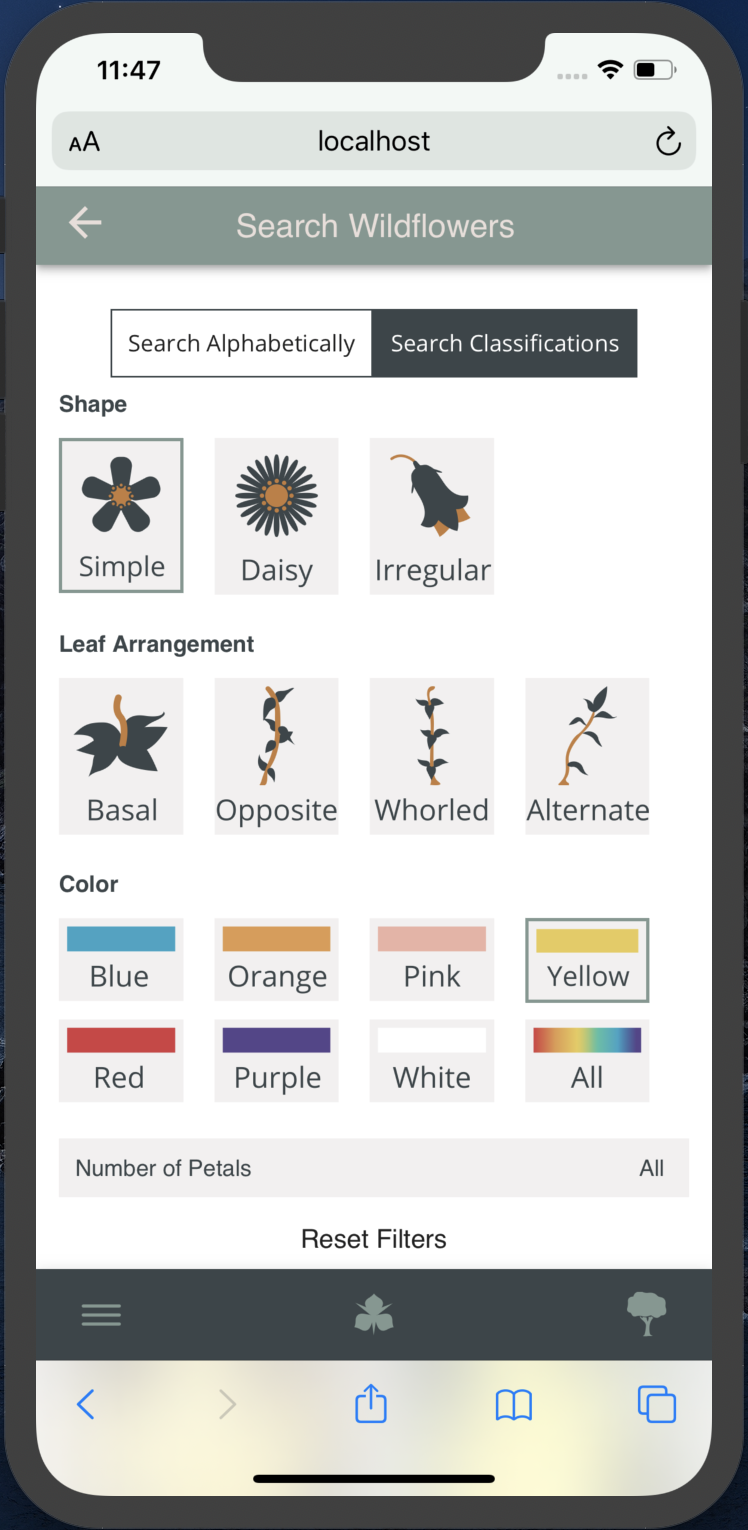 11:47
AA localhost
Search Wildflowers
Search Alphabetically Search Classifications
Shape
Simple Daisy Irregular
Leaf Arrangement
Basal Opposite Whorled Alternate
Color
Blue Orange Pink Yellow
Red Purple White All
Number of Petals All
Reset Filters